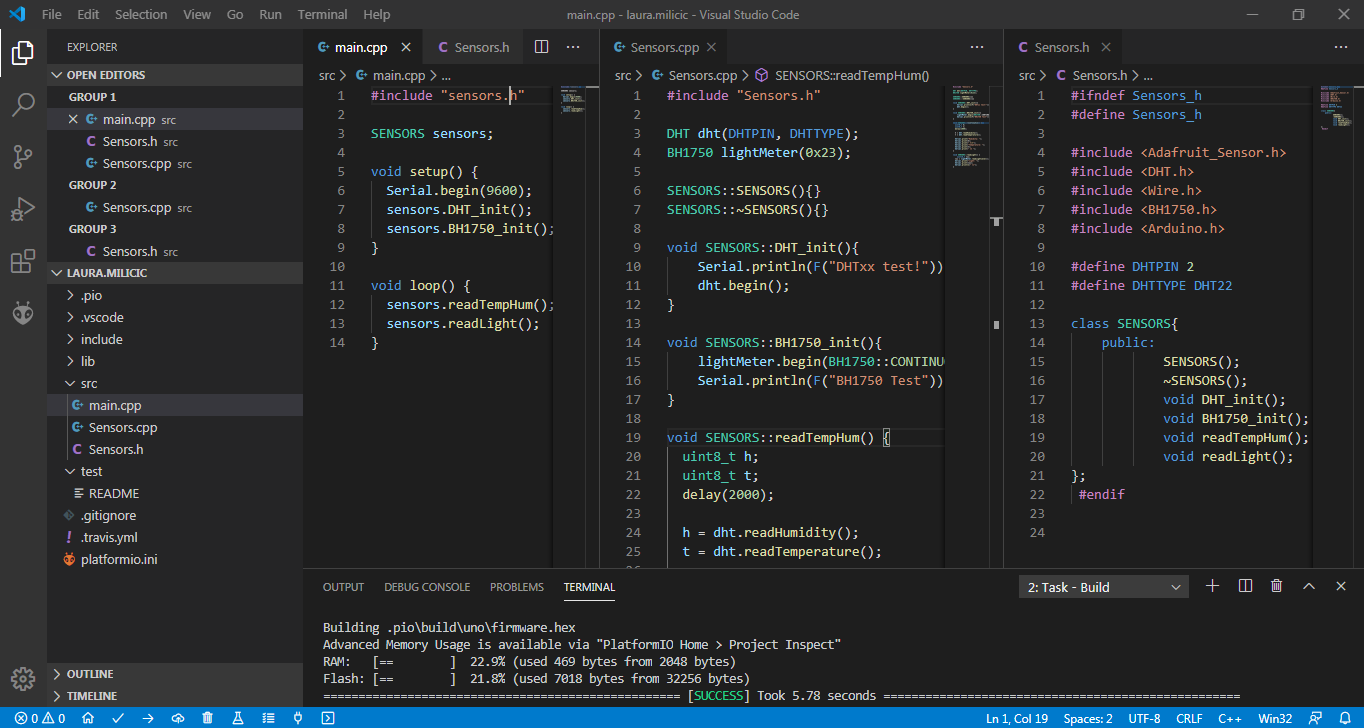 File Edit Selection View Go Run Terminal Help main.cpp - laura.milicic - Visual Studio Code
EXPLORER
OPEN EDITORS
GROUP 1
main.cpp src
Sensors.h src
Sensors.cpp src
GROUP 2
Sensors.cpp src
GROUP 3
Sensors.h src
LAURA.MILICIC
.pio
.vscode
include
lib
src
main.cpp
Sensors.cpp
Sensors.h
test
README
.gitignore
.travis.yml
platformio.ini
OUTLINE
TIMELINE
main.cpp Sensors.h
src > main.cpp > ...
1 #include "sensors.h"
2
3 SENSORS sensors;
4
5 void setup() {
6 Serial.begin(9600);
7 sensors.DHT_init();
8 sensors.BH1750_init();
9 }
10
11 void loop() {
12 sensors.readTempHum();
13 sensors.readLight();
14 }
Sensors.cpp
src > Sensors.cpp > SENSORS::readTempHum()
1 #include "Sensors.h"
2
3 DHT dht(DHTPIN, DHTTYPE);
4 BH1750 lightMeter(0x23);
5
6 SENSORS::SENSORS(){}
7 SENSORS::~SENSORS(){}
8
9 void SENSORS::DHT_init(){
10 Serial.println(F("DHTxx test!"))
11 dht.begin();
12 }
13
14 void SENSORS::BH1750_init(){
15 lightMeter.begin(BH1750::CONTINU
16 Serial.println(F("BH1750 Test"))
17 }
18
19 void SENSORS::readTempHum() {
20 uint8_t h;
21 uint8_t t;
22 delay(2000);
23
24 h = dht.readHumidity();
25 t = dht.readTemperature();
Sensors.h
src > Sensors.h > ...
1 #ifndef Sensors_h
2 #define Sensors_h
3
4 #include <Adafruit_Sensor.h>
5 #include <DHT.h>
6 #include <Wire.h>
7 #include <BH1750.h>
8 #include <Arduino.h>
9
10 #define DHTPIN 2
11 #define DHTTYPE DHT22
12
13 class SENSORS{
14 public:
15 SENSORS();
16 ~SENSORS();
17 void DHT_init();
18 void BH1750_init();
19 void readTempHum();
20 void readLight();
21 };
22 #endif
23
24
OUTPUT DEBUG CONSOLE PROBLEMS TERMINAL 2: Task - Build
Building .pio\build\uno\firmware.hex
Advanced Memory Usage is available via "PlatformIO Home > Project Inspect"
RAM: [== ] 22.9% (used 469 bytes from 2048 bytes)
Flash: [== ] 21.8% (used 7018 bytes from 32256 bytes)
=================================================== [SUCCESS] Took 5.78 seconds ===================================================
0 0 Ln 1, Col 19 Spaces: 2 UTF-8 CRLF C++ Win32